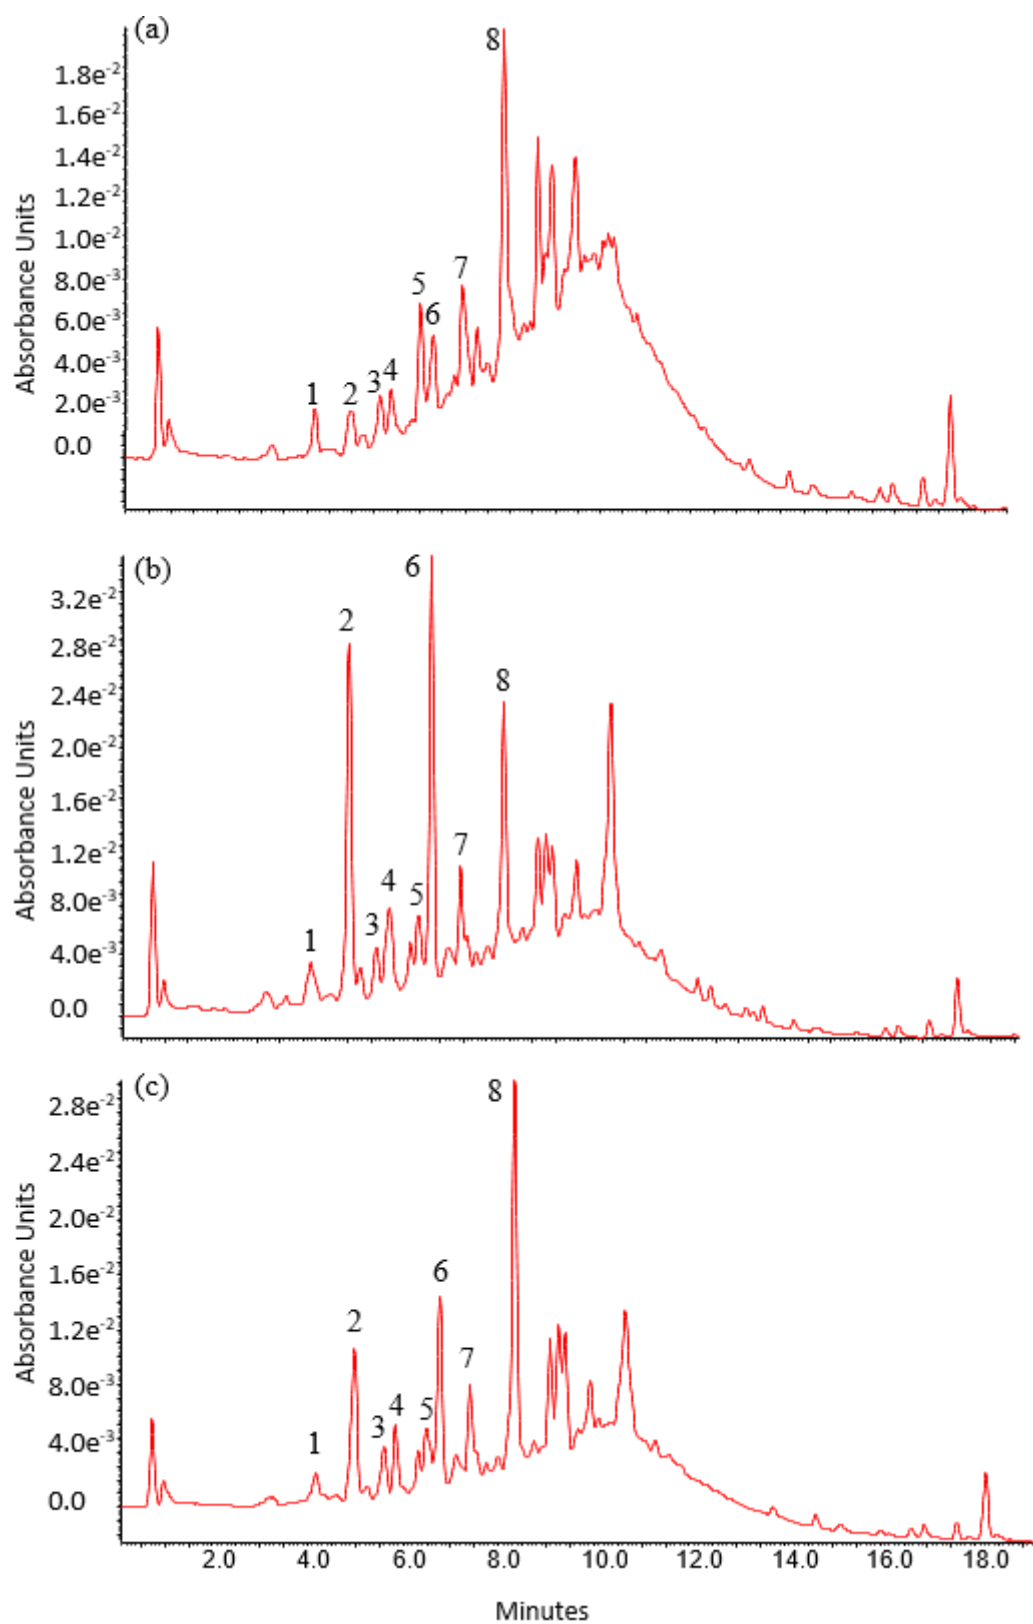 (a)
8
1.8e-2
1.6e-2
1.4e-2
1.2e-2
1.0e-2
8.0e-3
6.0e-3
4.0e-3
2.0e-3
0.0
Absorbance Units
1
2
3
4
5
6
7
(b)
6
3.2e-2
2.8e-2
2.4e-2
2.0e-2
1.6e-2
1.2e-2
8.0e-3
4.0e-3
0.0
Absorbance Units
1
2
3
4
5
7
8
(c)
8
2.8e-2
2.4e-2
2.0e-2
1.6e-2
1.2e-2
8.0e-3
4.0e-3
0.0
Absorbance Units
1
2
3
4
5
6
7
2.0 4.0 6.0 8.0 10.0 12.0 14.0 16.0 18.0
Minutes